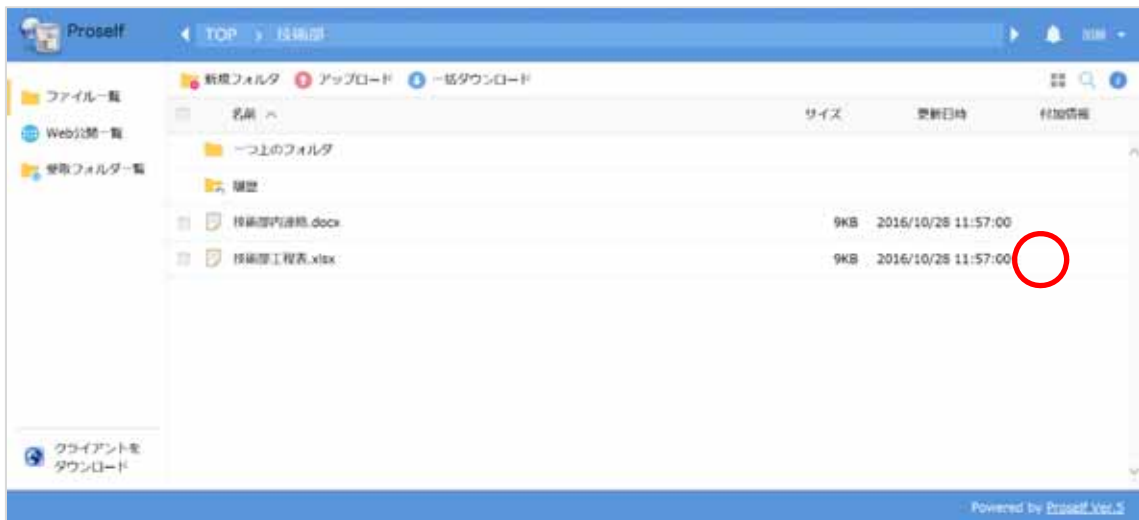 Proself
TOP 技術部
新規フォルダ アップロード 一括ダウンロード
ファイル一覧
Web公開一覧
受取フォルダ一覧
名前 サイズ 更新日時 付加情報
一つ上のフォルダ
履歴
技術部内連絡.docx 9KB 2016/10/28 11:57:00
技術部工程表.xlsx 9KB 2016/10/28 11:57:00
クライアントを
ダウンロード
Powered by Proself Ver.5